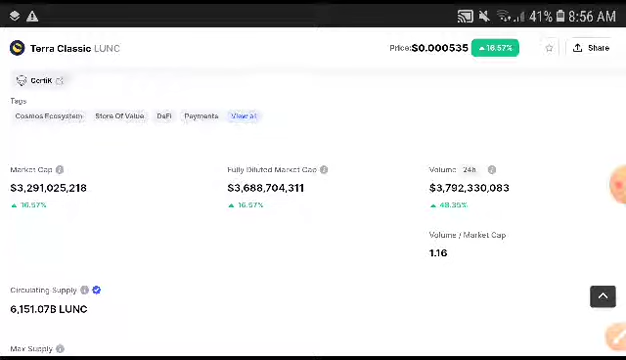 41% 8:56 AM
Terra Classic LUNC Price:$0.000535 ▲16.57% Share
CertiK
Tags
Cosmos Ecosystem Store Of Value DeFi Payments View all
Market Cap Fully Diluted Market Cap Volume 24h
$3,291,025,218 $3,688,704,311 $3,792,330,083
▲ 16.57% ▲ 16.57% ▲ 48.35%
Volume / Market Cap
1.16
Circulating Supply
6,151.07B LUNC
Max Supply